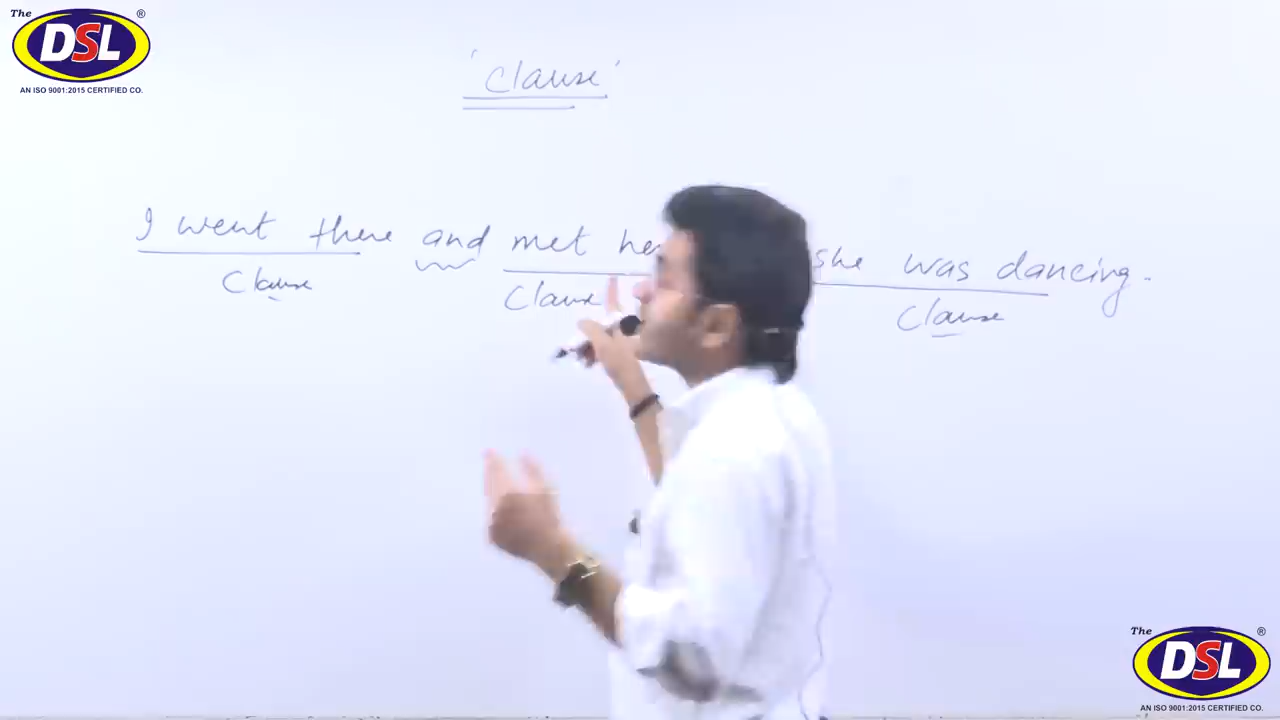 The DSL ®
AN ISO 9001:2015 CERTIFIED CO.
'Clause'
I went there and met her she was dancing.
Clause Clause Clause
The DSL ®
AN ISO 9001:2015 CERTIFIED CO.